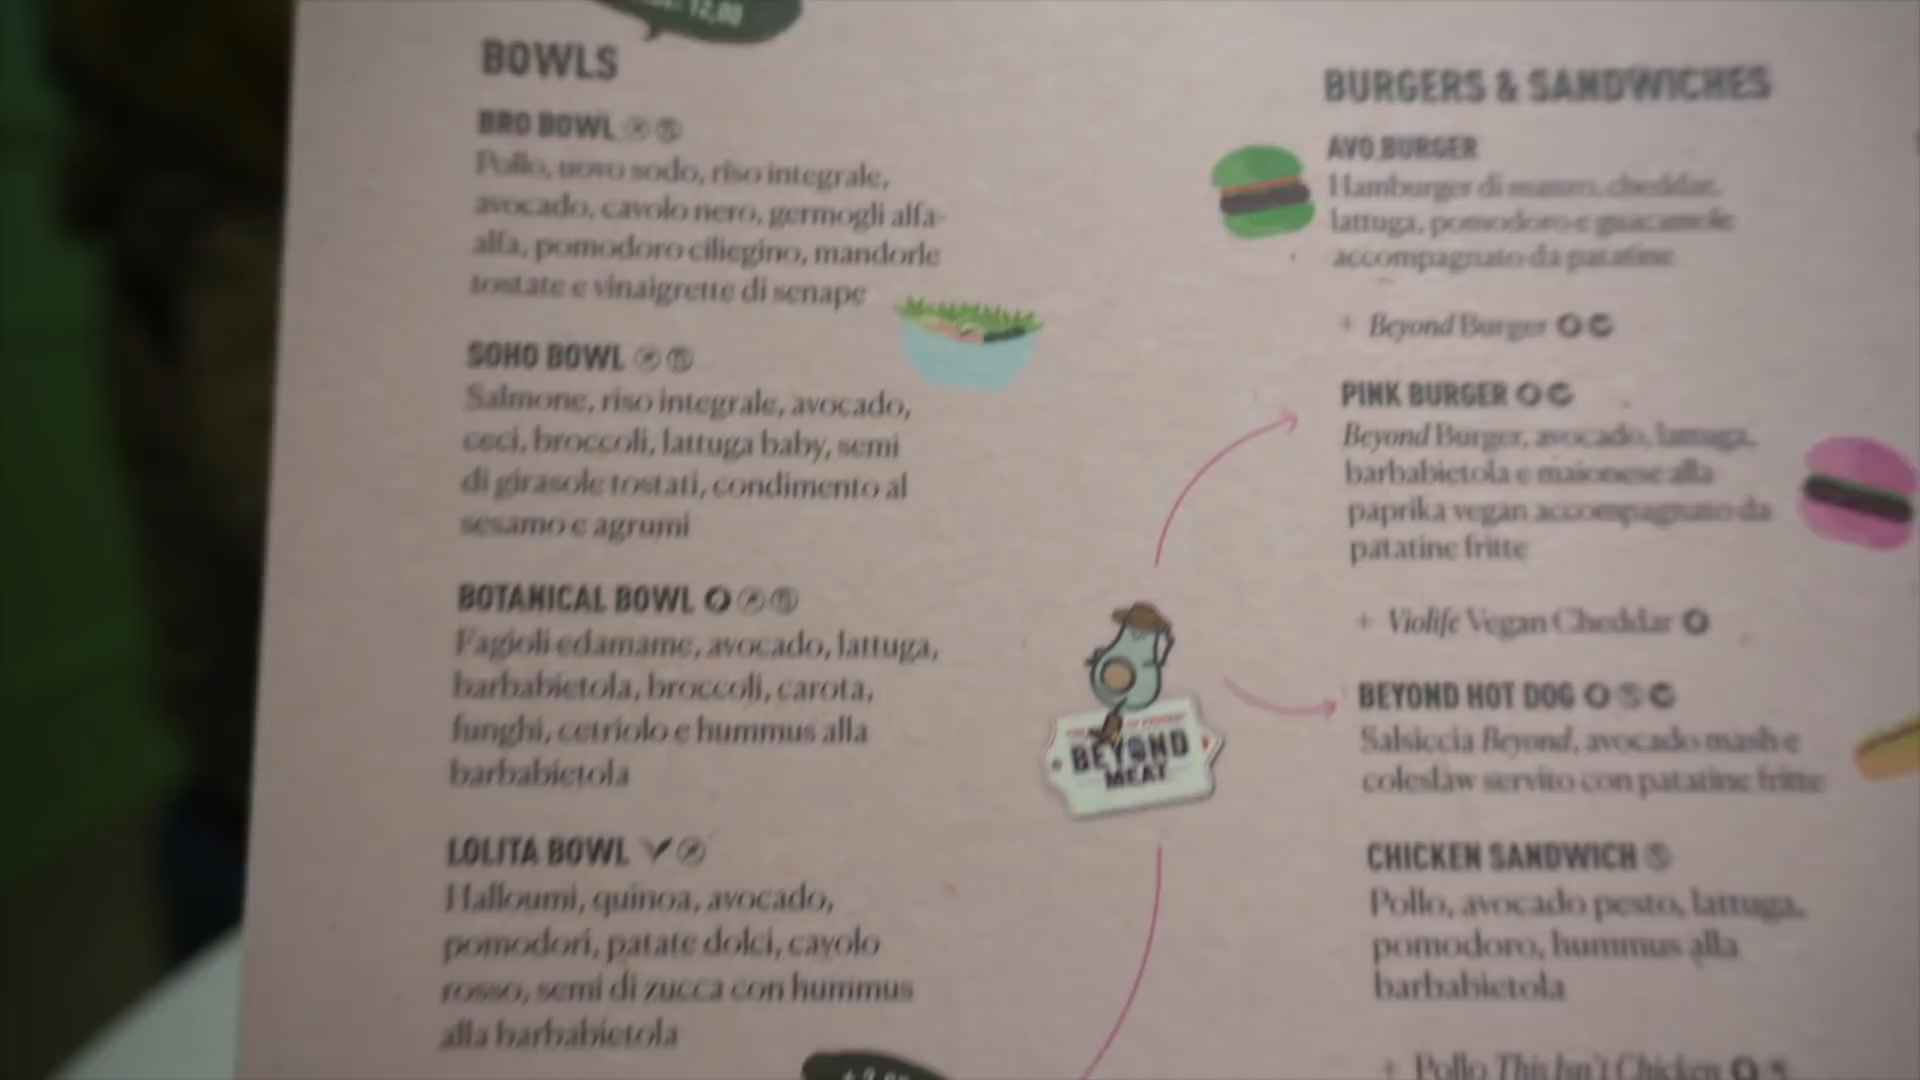 12,00
BOWLS
BRO BOWL
Pollo, uovo sodo, riso integrale,
avocado, cavolo nero, germogli alfa-
alfa, pomodoro ciliegino, mandorle
tostate e vinaigrette di senape
SOHO BOWL
Salmone, riso integrale, avocado,
ceci, broccoli, lattuga baby, semi
di girasole tostati, condimento al
sesamo e agrumi
BOTANICAL BOWL
Fagioli edamame, avocado, lattuga,
barbabietola, broccoli, carota,
funghi, cetriolo e hummus alla
barbabietola
LOLITA BOWL
Halloumi, quinoa, avocado,
pomodori, patate dolci, cavolo
rosso, semi di zucca con hummus
alla barbabietola
BEYOND
MEAT
BURGERS & SANDWICHES
AVO BURGER
Hamburger di manzo, cheddar,
lattuga, pomodoro e guacamole
accompagnato da patatine
+ Beyond Burger
PINK BURGER
Beyond Burger, avocado, lattuga,
barbabietola e maionese alla
paprika vegan accompagnato da
patatine fritte
+ Violife Vegan Cheddar
BEYOND HOT DOG
Salsiccia Beyond, avocado mash e
coleslaw servito con patatine fritte
CHICKEN SANDWICH
Pollo, avocado pesto, lattuga,
pomodoro, hummus alla
barbabietola
+ Pollo This Isn't Chicken